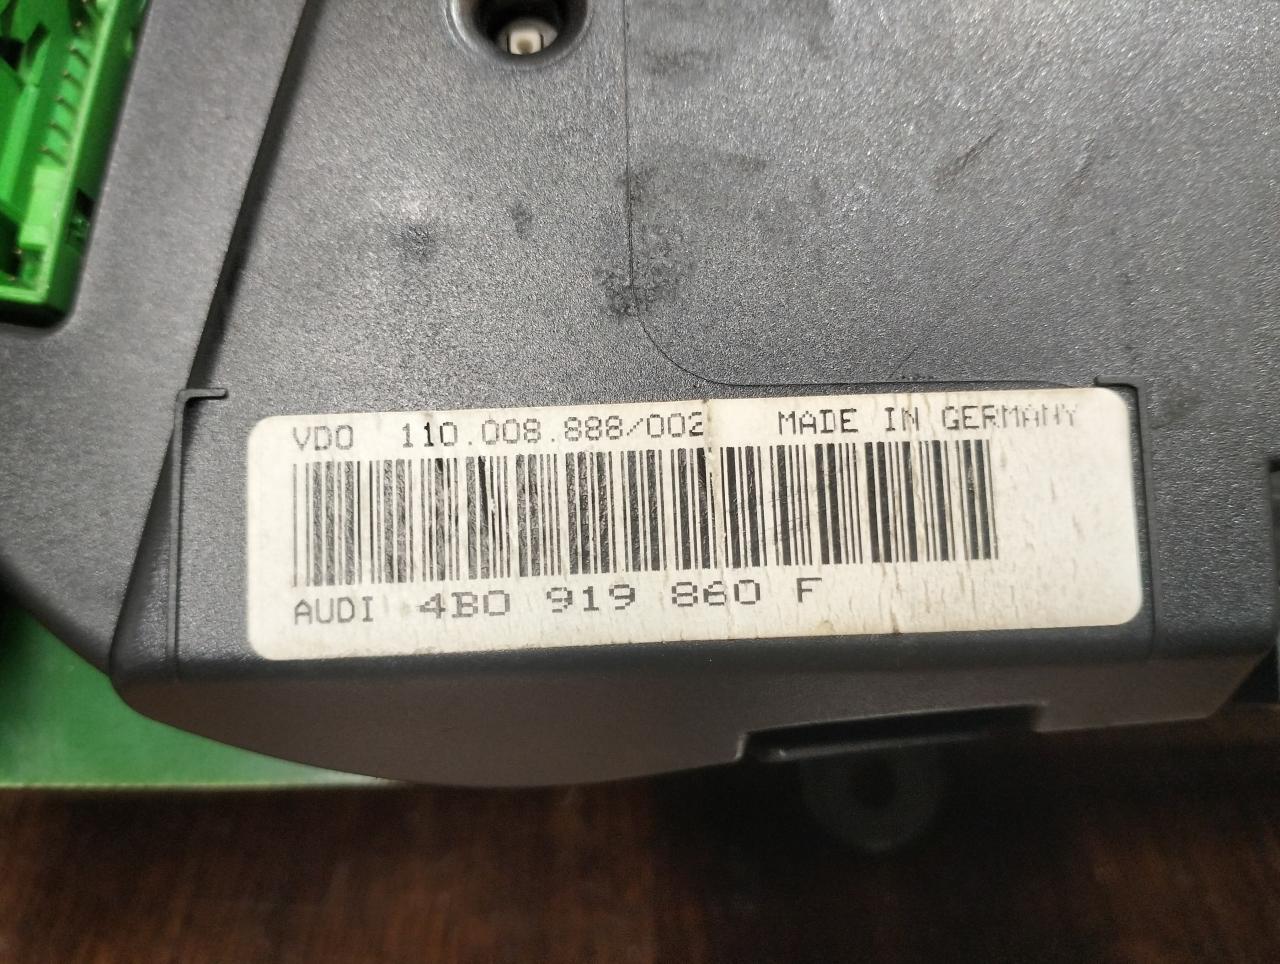 VDO 110.008.888/002 MADE IN GERMANY
AUDI 4B0 919 860 F